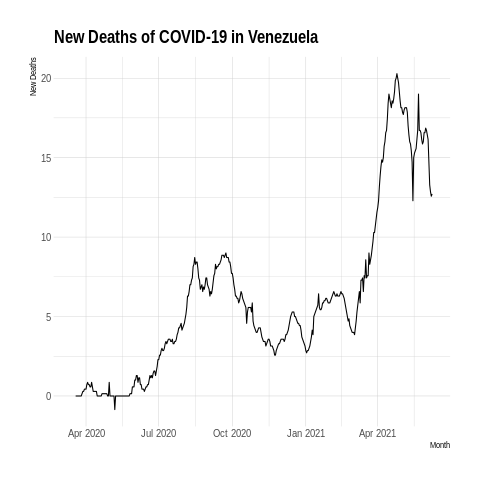 New Deaths of COVID-19 in Venezuela
New Deaths
20
15
10
5
0
Apr 2020 Jul 2020 Oct 2020 Jan 2021 Apr 2021
Month